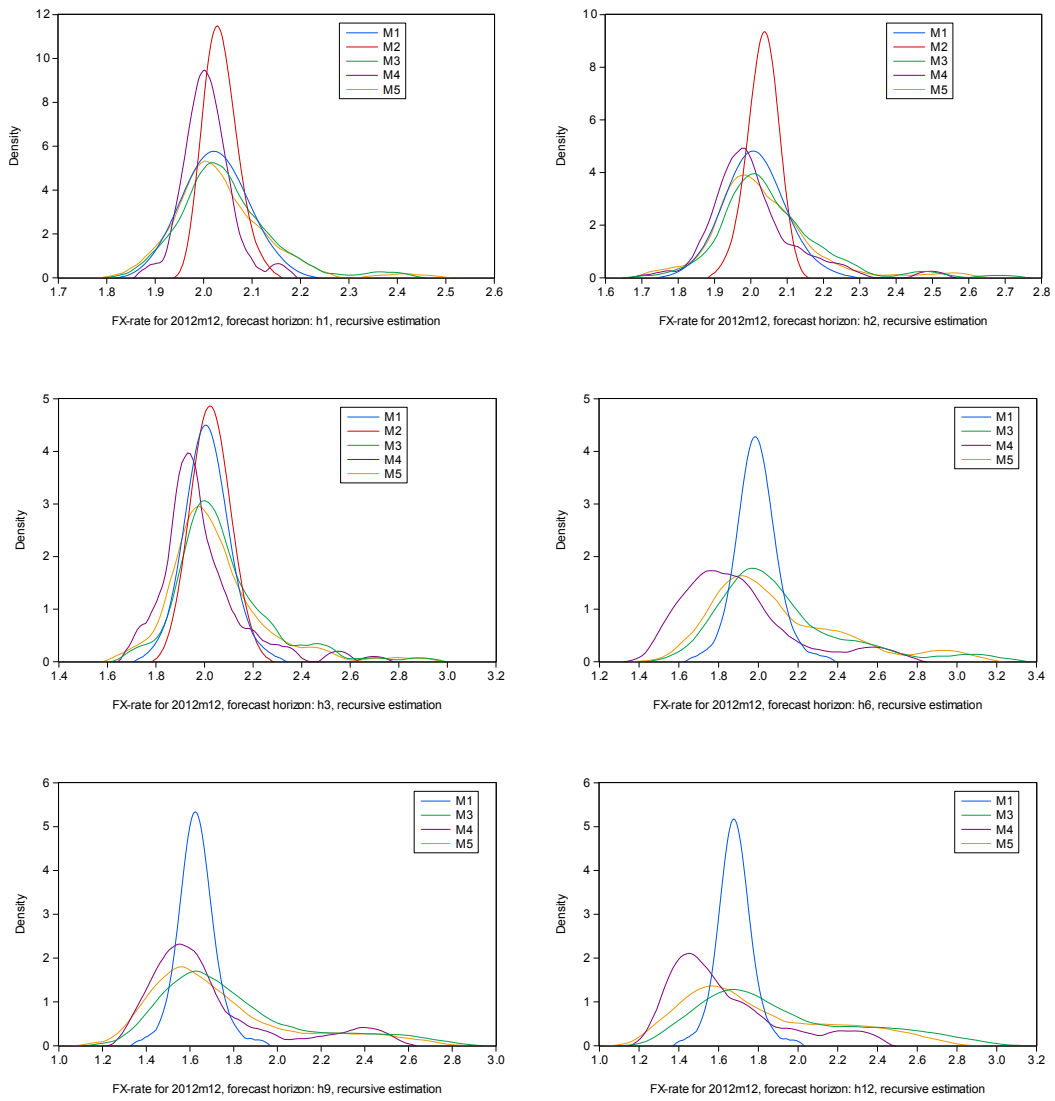 12
10
8
6
4
2
0
Density
1.7 1.8 1.9 2.0 2.1 2.2 2.3 2.4 2.5 2.6
M1
M2
M3
M4
M5
FX-rate for 2012m12, forecast horizon: h1, recursive estimation
10
8
6
4
2
0
Density
1.6 1.7 1.8 1.9 2.0 2.1 2.2 2.3 2.4 2.5 2.6 2.7 2.8
M1
M2
M3
M4
M5
FX-rate for 2012m12, forecast horizon: h2, recursive estimation
5
4
3
2
1
0
Density
1.4 1.6 1.8 2.0 2.2 2.4 2.6 2.8 3.0 3.2
M1
M2
M3
M4
M5
FX-rate for 2012m12, forecast horizon: h3, recursive estimation
5
4
3
2
1
0
Density
1.2 1.4 1.6 1.8 2.0 2.2 2.4 2.6 2.8 3.0 3.2 3.4
M1
M3
M4
M5
FX-rate for 2012m12, forecast horizon: h6, recursive estimation
6
5
4
3
2
1
0
Density
1.0 1.2 1.4 1.6 1.8 2.0 2.2 2.4 2.6 2.8 3.0
M1
M3
M4
M5
FX-rate for 2012m12, forecast horizon: h9, recursive estimation
6
5
4
3
2
1
0
Density
1.0 1.2 1.4 1.6 1.8 2.0 2.2 2.4 2.6 2.8 3.0 3.2
M1
M3
M4
M5
FX-rate for 2012m12, forecast horizon: h12, recursive estimation